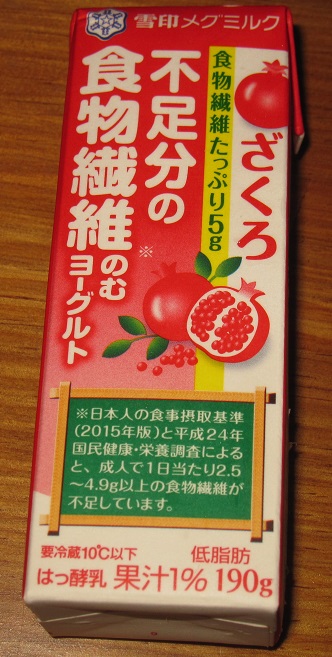 雪印メグミルク
ざくろ
食物繊維たっぷり5g
不足分の
食物繊維のむ
ヨーグルト
※
※日本人の食事摂取基準
(2015年版)と平成24年
国民健康・栄養調査による
と、成人で1日当たり2.5
〜4.9g以上の食物繊維が
不足しています。
要冷蔵10℃以下
低脂肪
はっ酵乳 果汁1% 190g